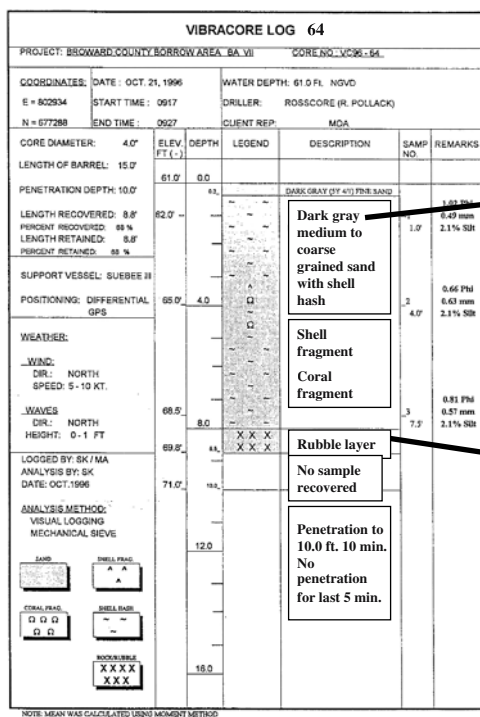 VIBRACORE LOG 64
PROJECT: BROWARD COUNTY BORROW AREA BA VII CORE NO.: VC96 - 64
COORDINATES: DATE : OCT. 21, 1996 WATER DEPTH: 61.0 Ft. NGVD
E = 802934 START TIME : 0917 DRILLER: ROSSCORE (R. POLLACK)
N = 677288 END TIME : 0927 CLIENT REP: MOA
CORE DIAMETER: 4.0" ELEV. FT (-) DEPTH LEGEND DESCRIPTION SAMP NO. REMARKS
LENGTH OF BARREL: 15.0'
61.0' 0.0
PENETRATION DEPTH: 10.0' DARK GRAY (5Y 4/1) FINE SAND
LENGTH RECOVERED: 8.8' 62.0'
PERCENT RECOVERED: 88 %
LENGTH RETAINED: 8.8'
PERCENT RETAINED: 88 %
Dark gray
medium to
coarse
grained sand
with shell
hash
1.02 Phi
0.49 mm
1.0' 2.1% Silt
SUPPORT VESSEL: SUEBEE II
POSITIONING: DIFFERENTIAL
GPS
65.0' 4.0
0.66 Phi
2 0.63 mm
4.0' 2.1% Silt
WEATHER:
WIND:
DIR.: NORTH
SPEED: 5 - 10 KT.
Shell
fragment
Coral
fragment
WAVES
DIR.: NORTH
HEIGHT: 0 - 1 FT
68.5'
8.0
0.81 Phi
3 0.57 mm
7.5' 2.1% Silt
69.8' 8.8 X X X
X X X
Rubble layer
LOGGED BY: SK / MA
ANALYSIS BY: SK
DATE: OCT.1996
71.0' 10.0
No sample
recovered
ANALYSIS METHOD:
VISUAL LOGGING
MECHANICAL SIEVE
12.0
Penetration to
10.0 ft. 10 min.
No
penetration
for last 5 min.
SAND SHELL FRAG.
CORAL FRAG. SHELL HASH
ROCK/RUBBLE
X X X X
X X X
16.0
NOTE: MEAN WAS CALCULATED USING MOMENT METHOD